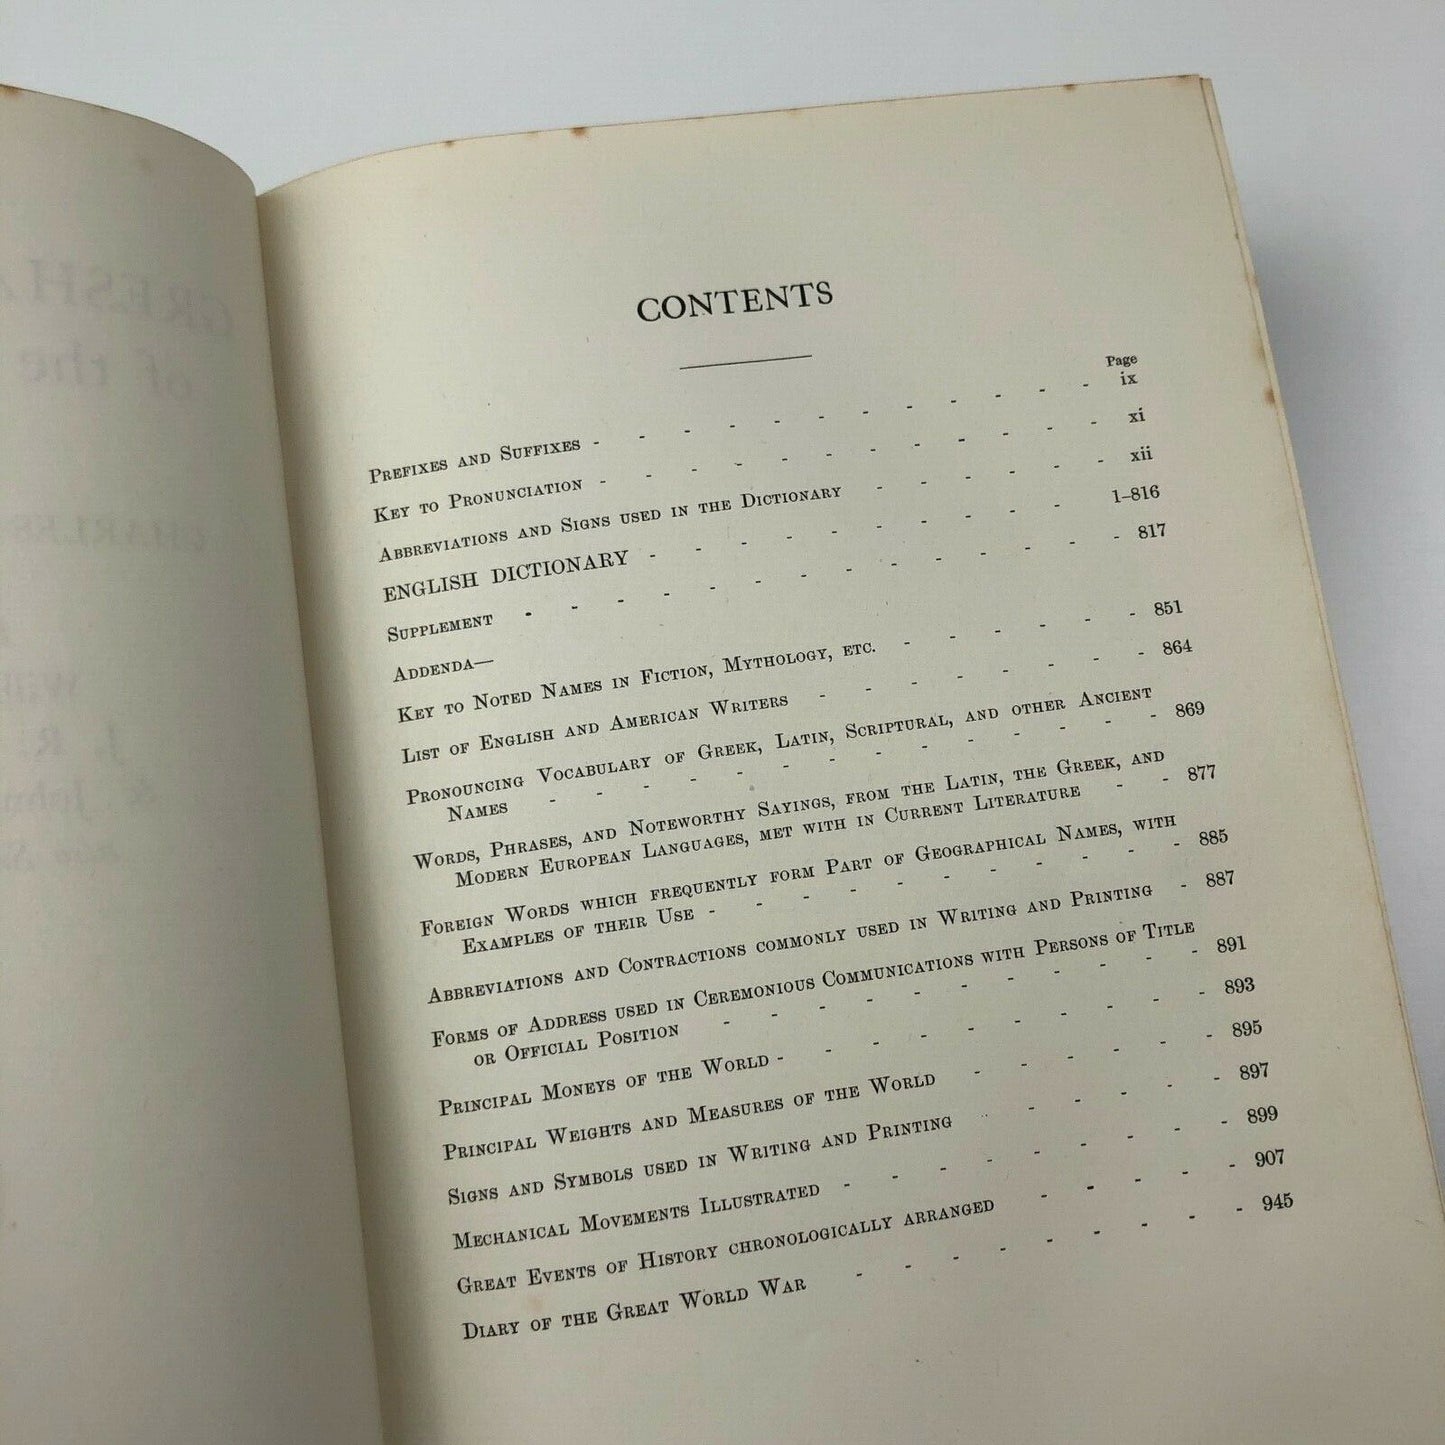 CONTENTS
Page
PREFIXES AND SUFFIXES - - - - - - - - - - - - ix
KEY TO PRONUNCIATION - - - - - - - - - - - - xi
ABBREVIATIONS AND SIGNS USED IN THE DICTIONARY - - - - - - xii
ENGLISH DICTIONARY - - - - - - - - - - 1–816
SUPPLEMENT - - - - - - - - - - - - - - 817
ADDENDA—
KEY TO NOTED NAMES IN FICTION, MYTHOLOGY, ETC. - - - - - - 851
LIST OF ENGLISH AND AMERICAN WRITERS - - - - - - - - 864
PRONOUNCING VOCABULARY OF GREEK, LATIN, SCRIPTURAL, AND OTHER ANCIENT
NAMES - - - - - - - - - - - - - - 869
WORDS, PHRASES, AND NOTEWORTHY SAYINGS, FROM THE LATIN, THE GREEK, AND
MODERN EUROPEAN LANGUAGES, MET WITH IN CURRENT LITERATURE - - 877
FOREIGN WORDS WHICH FREQUENTLY FORM PART OF GEOGRAPHICAL NAMES, WITH
EXAMPLES OF THEIR USE - - - - - - - - - - - 885
ABBREVIATIONS AND CONTRACTIONS COMMONLY USED IN WRITING AND PRINTING - 887
FORMS OF ADDRESS USED IN CEREMONIOUS COMMUNICATIONS WITH PERSONS OF TITLE
OR OFFICIAL POSITION - - - - - - - - - - - 891
PRINCIPAL MONEYS OF THE WORLD - - - - - - - - - - 893
PRINCIPAL WEIGHTS AND MEASURES OF THE WORLD - - - - - - 895
SIGNS AND SYMBOLS USED IN WRITING AND PRINTING - - - - - - 897
MECHANICAL MOVEMENTS ILLUSTRATED - - - - - - - - - 899
GREAT EVENTS OF HISTORY CHRONOLOGICALLY ARRANGED - - - - - 907
DIARY OF THE GREAT WORLD WAR - - - - - - - - - 945